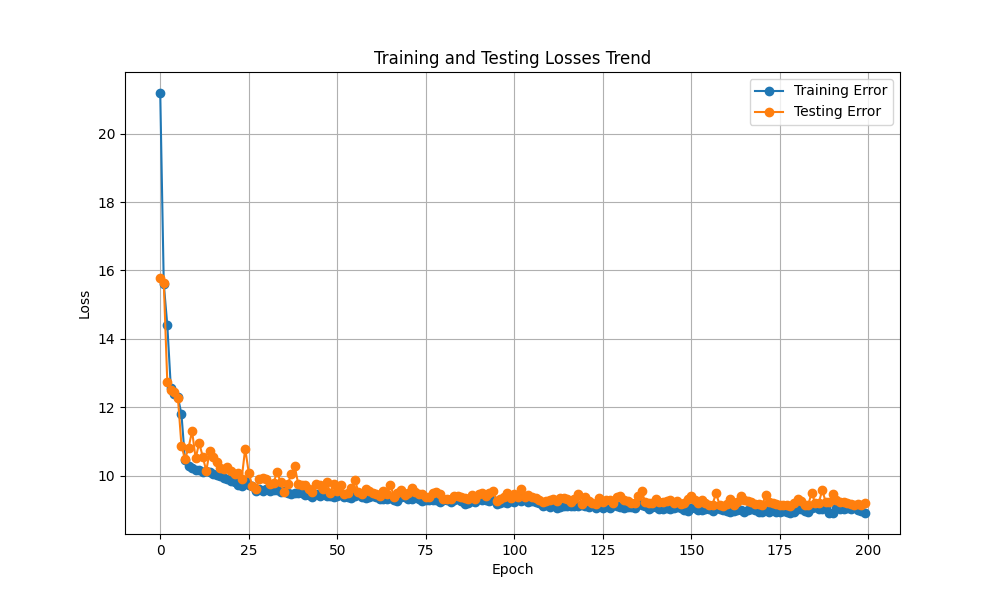 Training and Testing Losses Trend
Training Error
Testing Error
Loss
20
18
16
14
12
10
0 25 50 75 100 125 150 175 200
Epoch